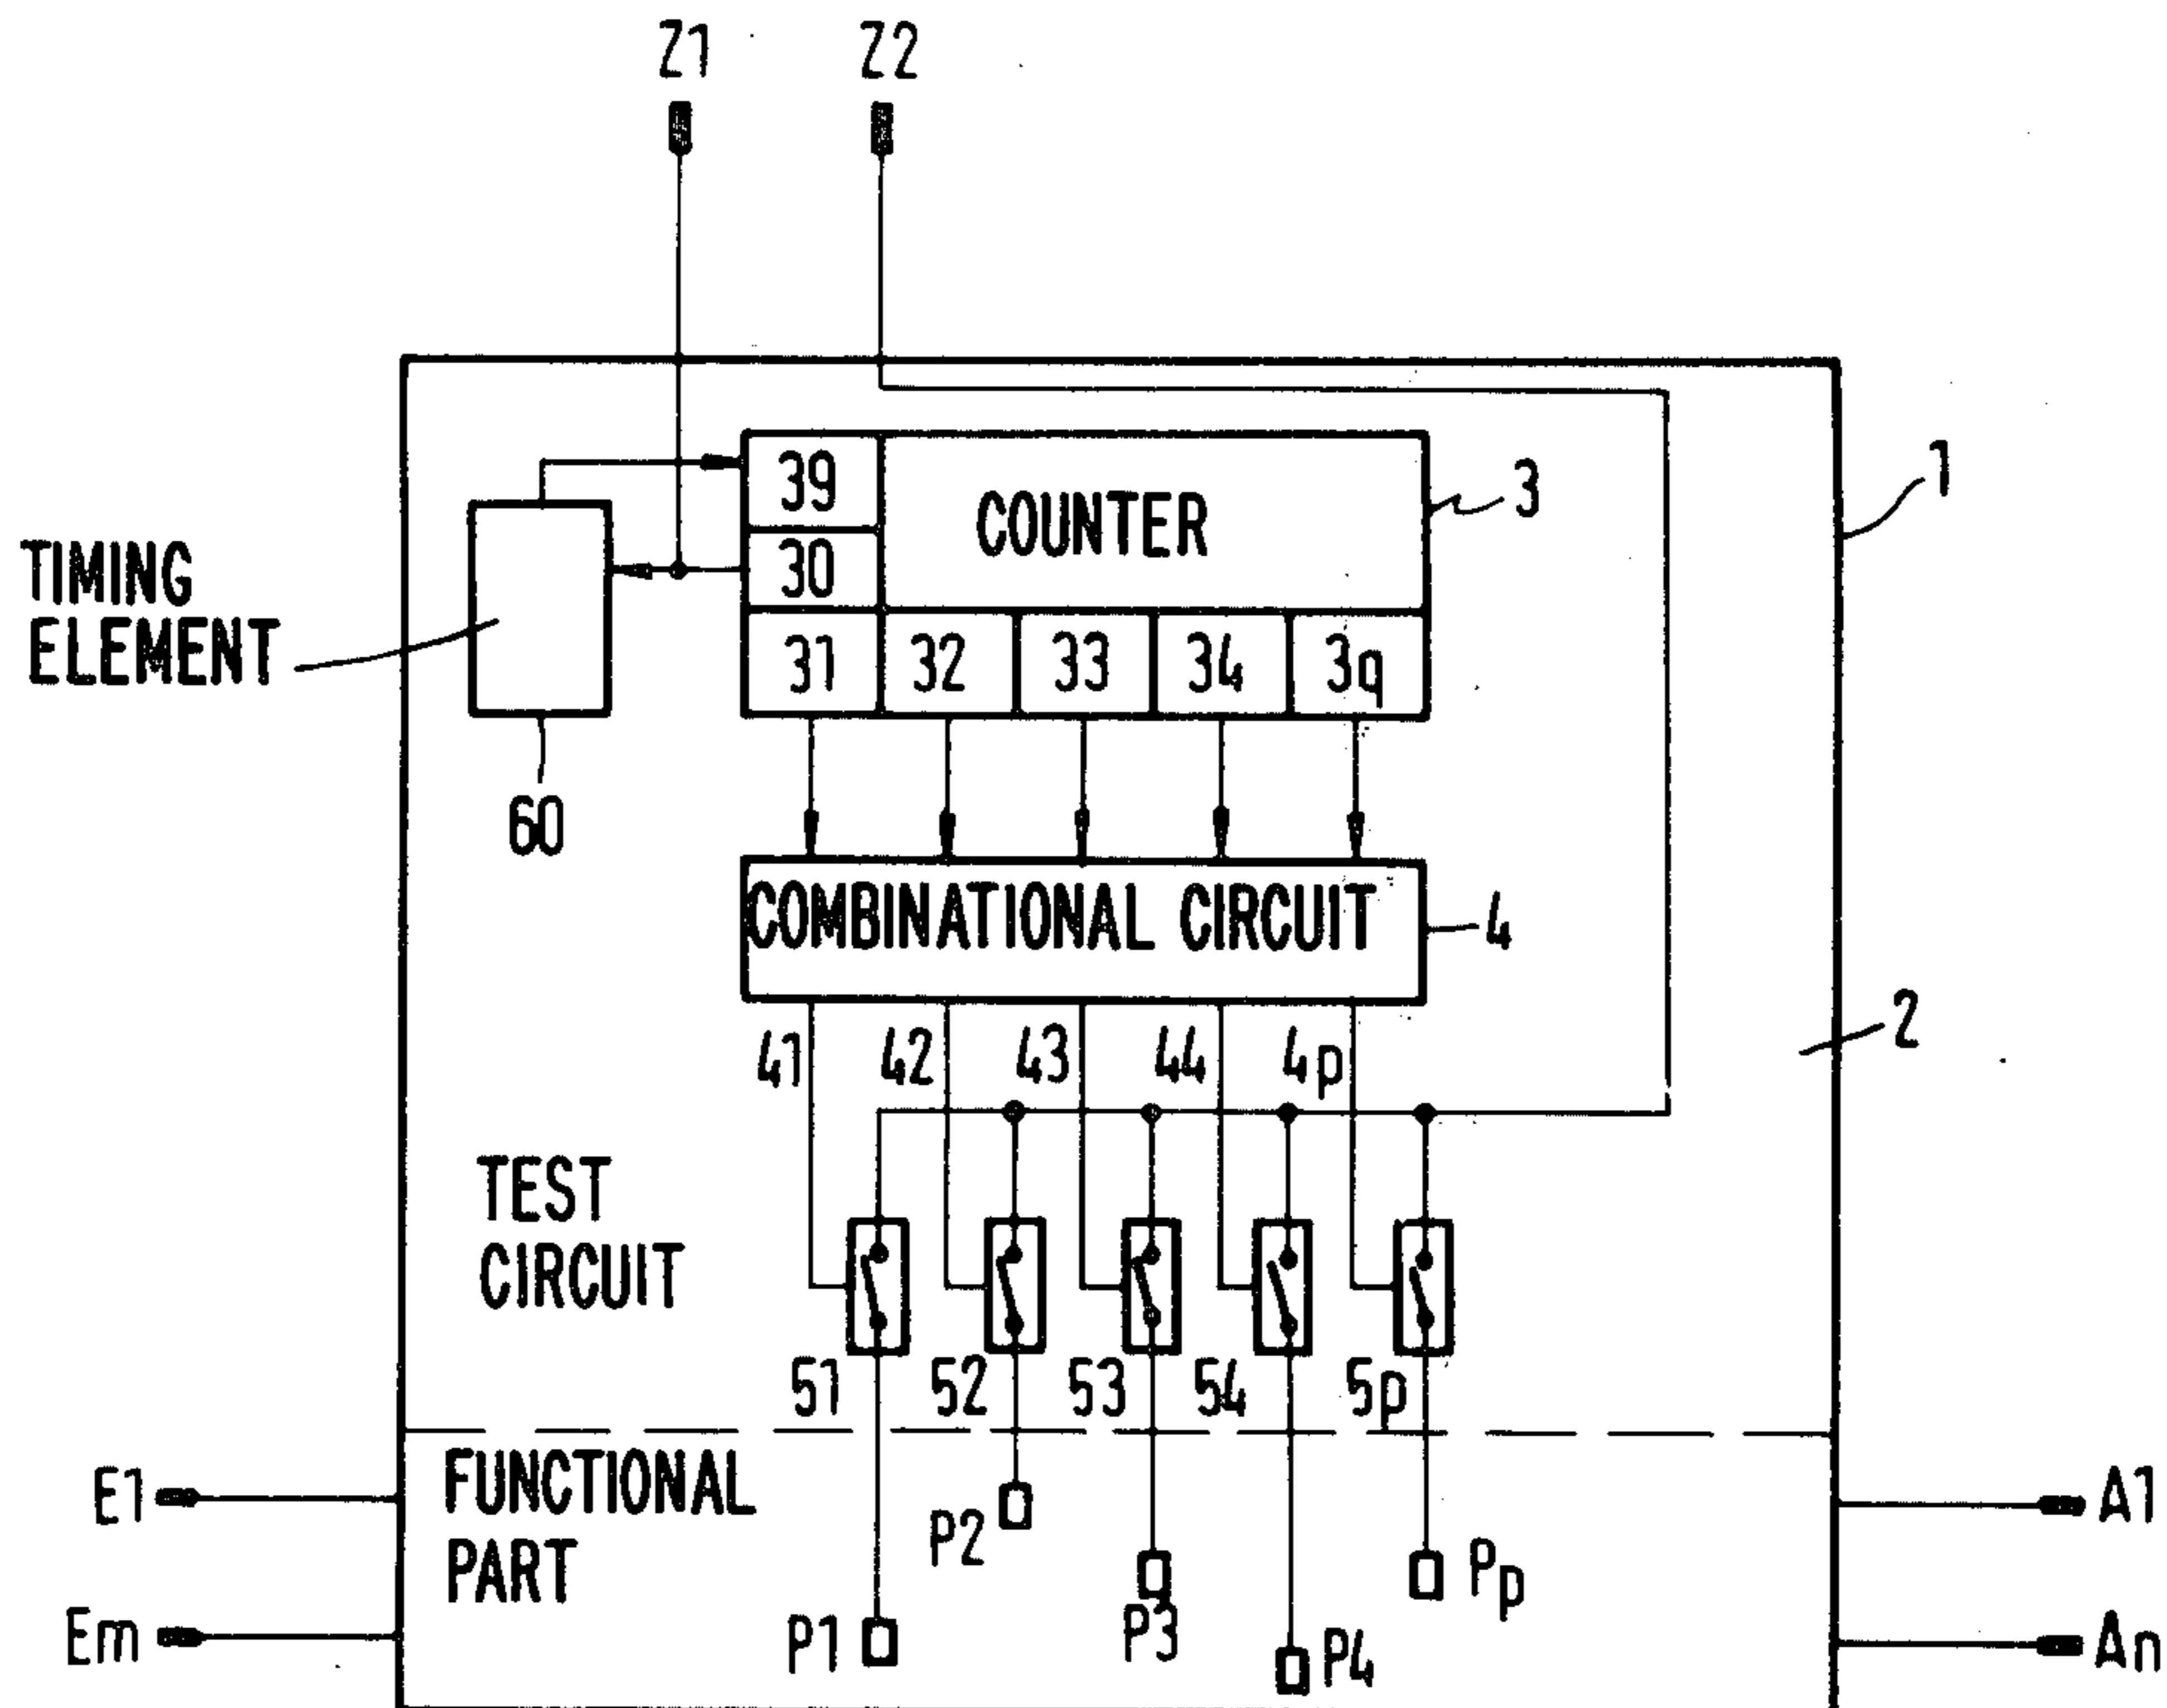 Z1 Z2
1
39 COUNTER 3
30
TIMING
ELEMENT
31 32 33 34 3q
60
COMBINATIONAL CIRCUIT 4
2
41 42 43 44 4p
TEST
CIRCUIT
51 52 53 54 5p
FUNCTIONAL
PART
E1 A1
P2
Pp
P3
Em P1 P4 An